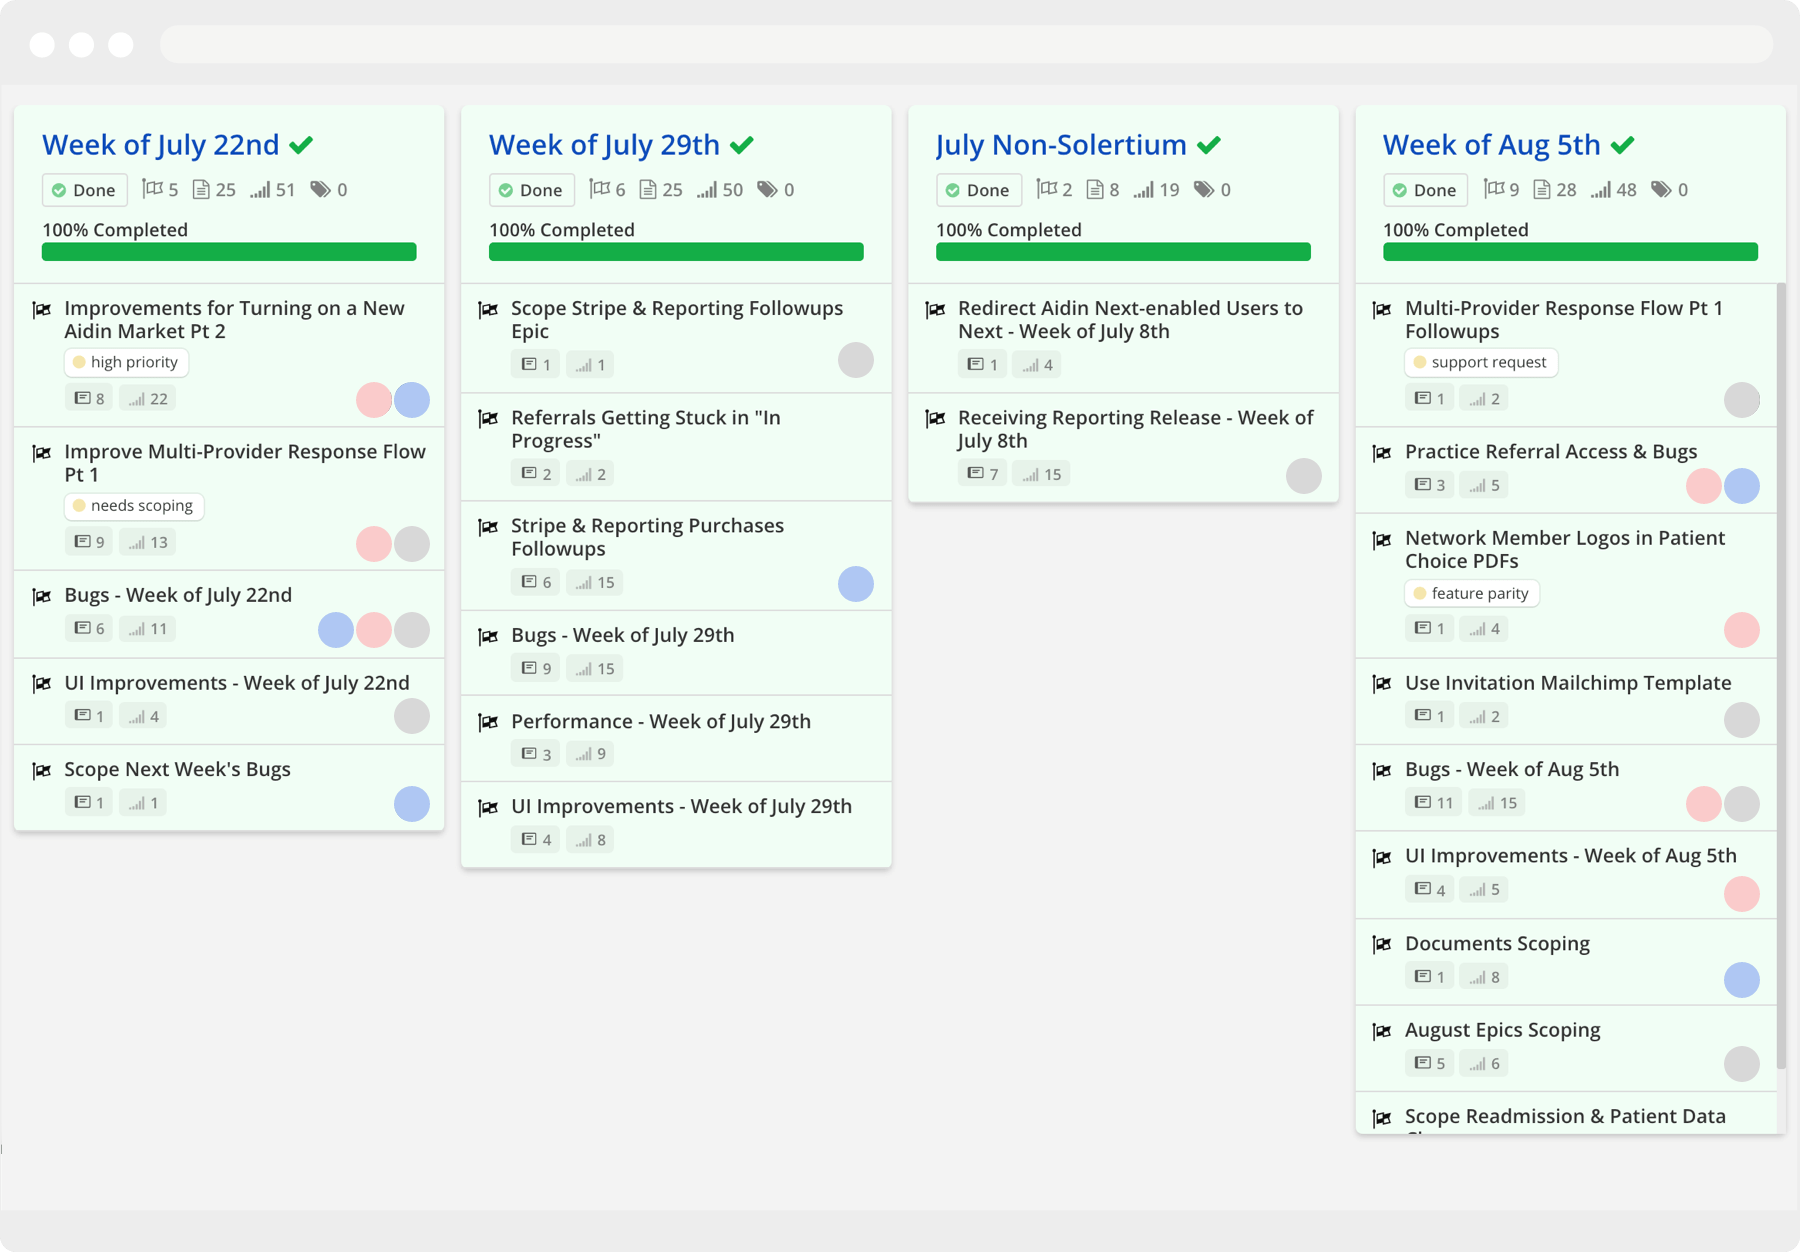 Week of July 22nd
Done 5 25 51 0
100% Completed
Improvements for Turning on a New
Aidin Market Pt 2
high priority
8 22
Improve Multi-Provider Response Flow
Pt 1
needs scoping
9 13
Bugs - Week of July 22nd
6 11
UI Improvements - Week of July 22nd
1 4
Scope Next Week's Bugs
1 1
Week of July 29th
Done 6 25 50 0
100% Completed
Scope Stripe & Reporting Followups
Epic
1 1
Referrals Getting Stuck in "In
Progress"
2 2
Stripe & Reporting Purchases
Followups
6 15
Bugs - Week of July 29th
9 15
Performance - Week of July 29th
3 9
UI Improvements - Week of July 29th
4 8
July Non-Solertium
Done 2 8 19 0
100% Completed
Redirect Aidin Next-enabled Users to
Next - Week of July 8th
1 4
Receiving Reporting Release - Week of
July 8th
7 15
Week of Aug 5th
Done 9 28 48 0
100% Completed
Multi-Provider Response Flow Pt 1
Followups
support request
1 2
Practice Referral Access & Bugs
3 5
Network Member Logos in Patient
Choice PDFs
feature parity
1 4
Use Invitation Mailchimp Template
1 2
Bugs - Week of Aug 5th
11 15
UI Improvements - Week of Aug 5th
4 5
Documents Scoping
1 8
August Epics Scoping
5 6
Scope Readmission & Patient Data